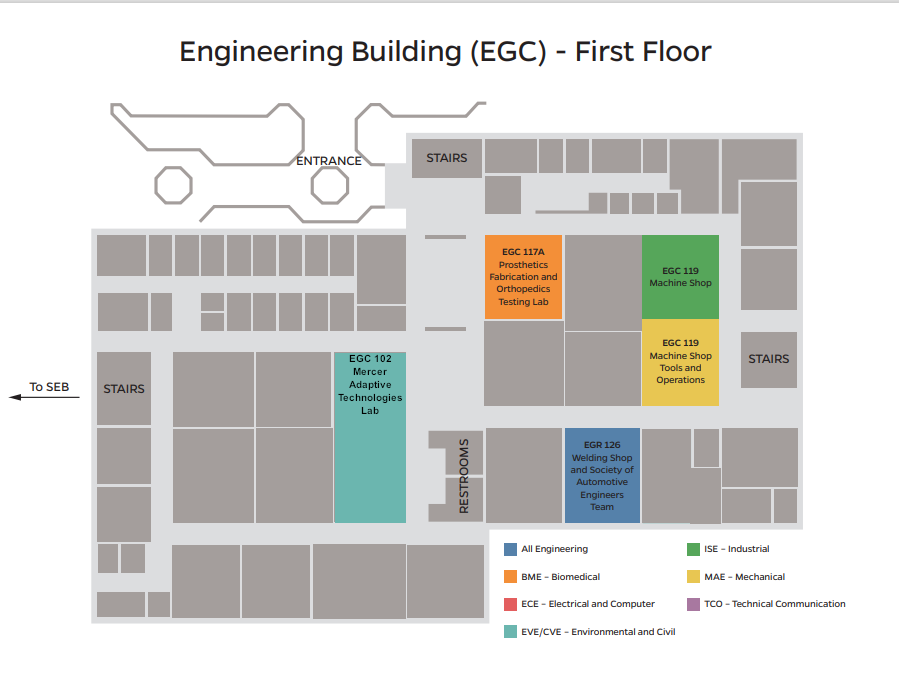 Engineering Building (EGC) - First Floor
ENTRANCE
STAIRS
EGC 117A
Prosthetics
Fabrication and
Orthopedics
Testing Lab
EGC 119
Machine Shop
EGC 119
Machine Shop
Tools and
Operations
STAIRS
EGC 102
Mercer
Adaptive
Technologies
Lab
To SEB
STAIRS
RESTROOMS
EGR 126
Welding Shop
and Society of
Automotive
Engineers
Team
All Engineering
BME – Biomedical
ECE – Electrical and Computer
EVE/CVE – Environmental and Civil
ISE – Industrial
MAE – Mechanical
TCO – Technical Communication